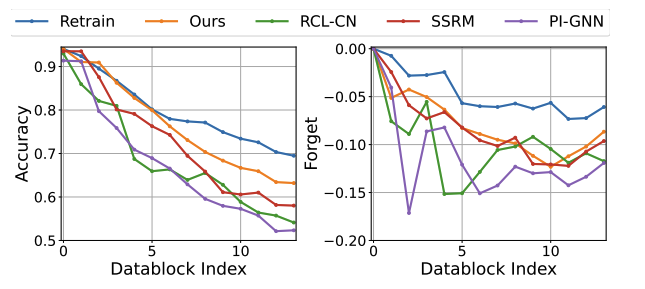 Retrain Ours RCL-CN SSRM PI-GNN
0.9
0.8
0.7
0.6
0.5
0 5 10
Accuracy
Datablock Index
0.00
−0.05
−0.10
−0.15
−0.20
0 5 10
Forget
Datablock Index